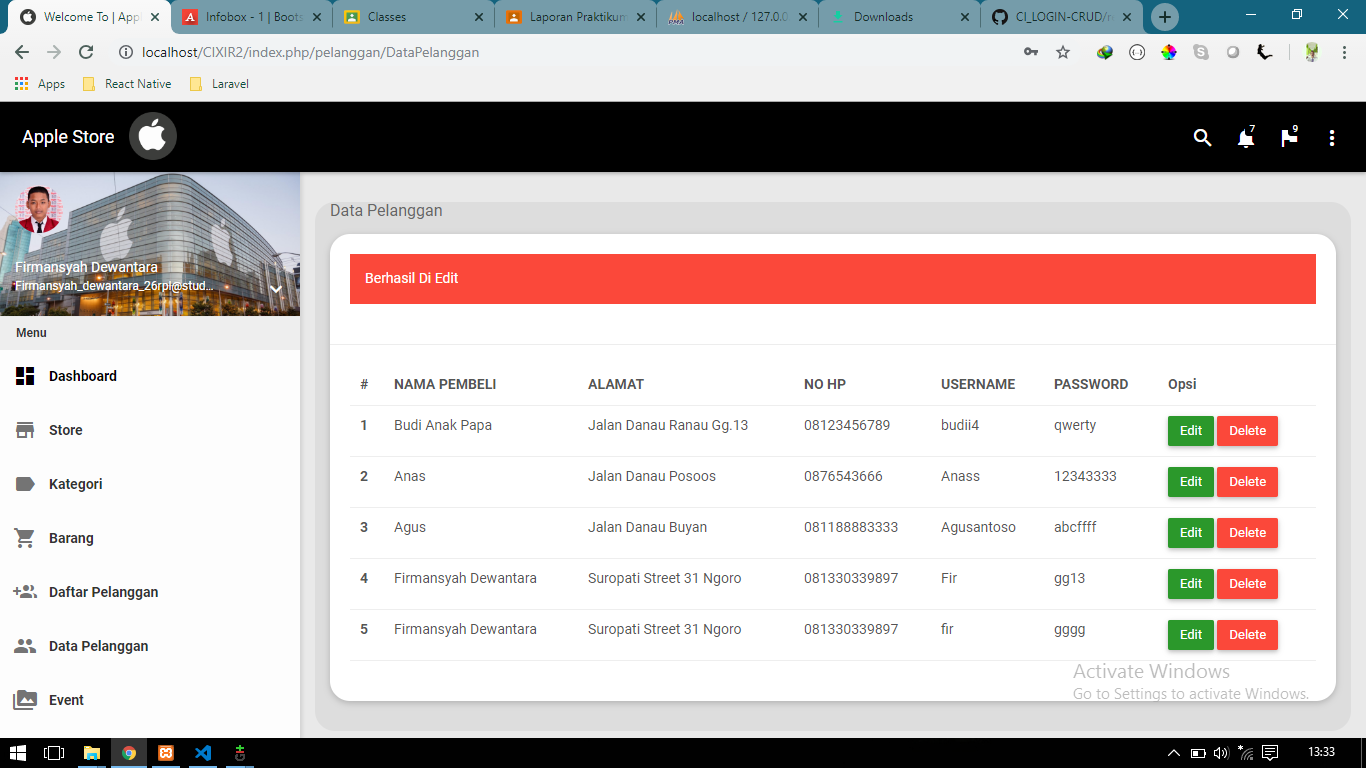 Welcome To | Appl
Infobox - 1 | Boots
Classes
Laporan Praktikum
localhost / 127.0.0
Downloads
CI_LOGIN-CRUD/r
localhost/CIXIR2/index.php/pelanggan/DataPelanggan
Apps
React Native
Laravel
Apple Store
7
9
Firmansyah Dewantara
Firmansyah_dewantara_26rpl@stud...
Menu
Dashboard
Store
Kategori
Barang
Daftar Pelanggan
Data Pelanggan
Event
Data Pelanggan
Berhasil Di Edit
# NAMA PEMBELI ALAMAT NO HP USERNAME PASSWORD Opsi
1 Budi Anak Papa Jalan Danau Ranau Gg.13 08123456789 budii4 qwerty Edit Delete
2 Anas Jalan Danau Posoos 0876543666 Anass 12343333 Edit Delete
3 Agus Jalan Danau Buyan 081188883333 Agusantoso abcffff Edit Delete
4 Firmansyah Dewantara Suropati Street 31 Ngoro 081330339897 Fir gg13 Edit Delete
5 Firmansyah Dewantara Suropati Street 31 Ngoro 081330339897 fir gggg Edit Delete
Activate Windows
Go to Settings to activate Windows.
13:33